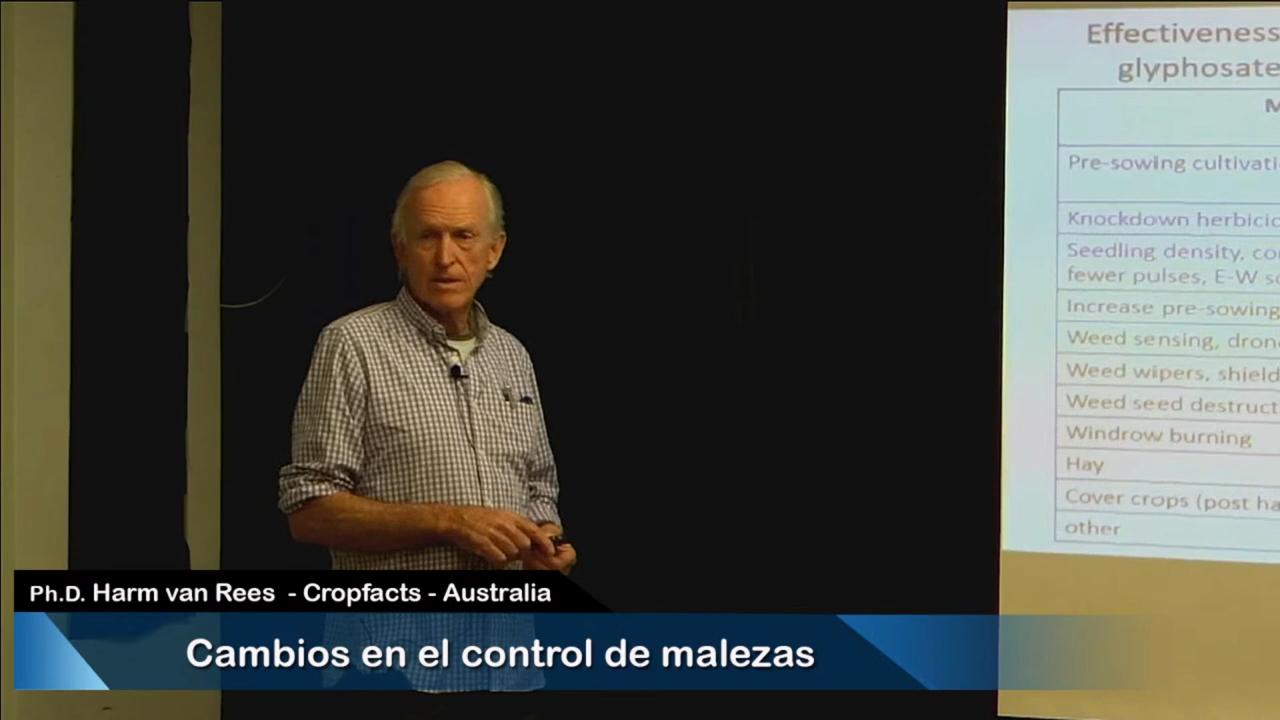 Effectiveness
glyphosate
M
Pre-sowing cultivati
Knockdown herbicid
Seedling density, co
fewer pulses, E-W so
Increase pre-sowing
Weed sensing, drone
Weed wipers, shield
Weed seed destruct
Windrow burning
Hay
Cover crops (post ha
other
Ph.D. Harm van Rees - Cropfacts - Australia
Cambios en el control de malezas